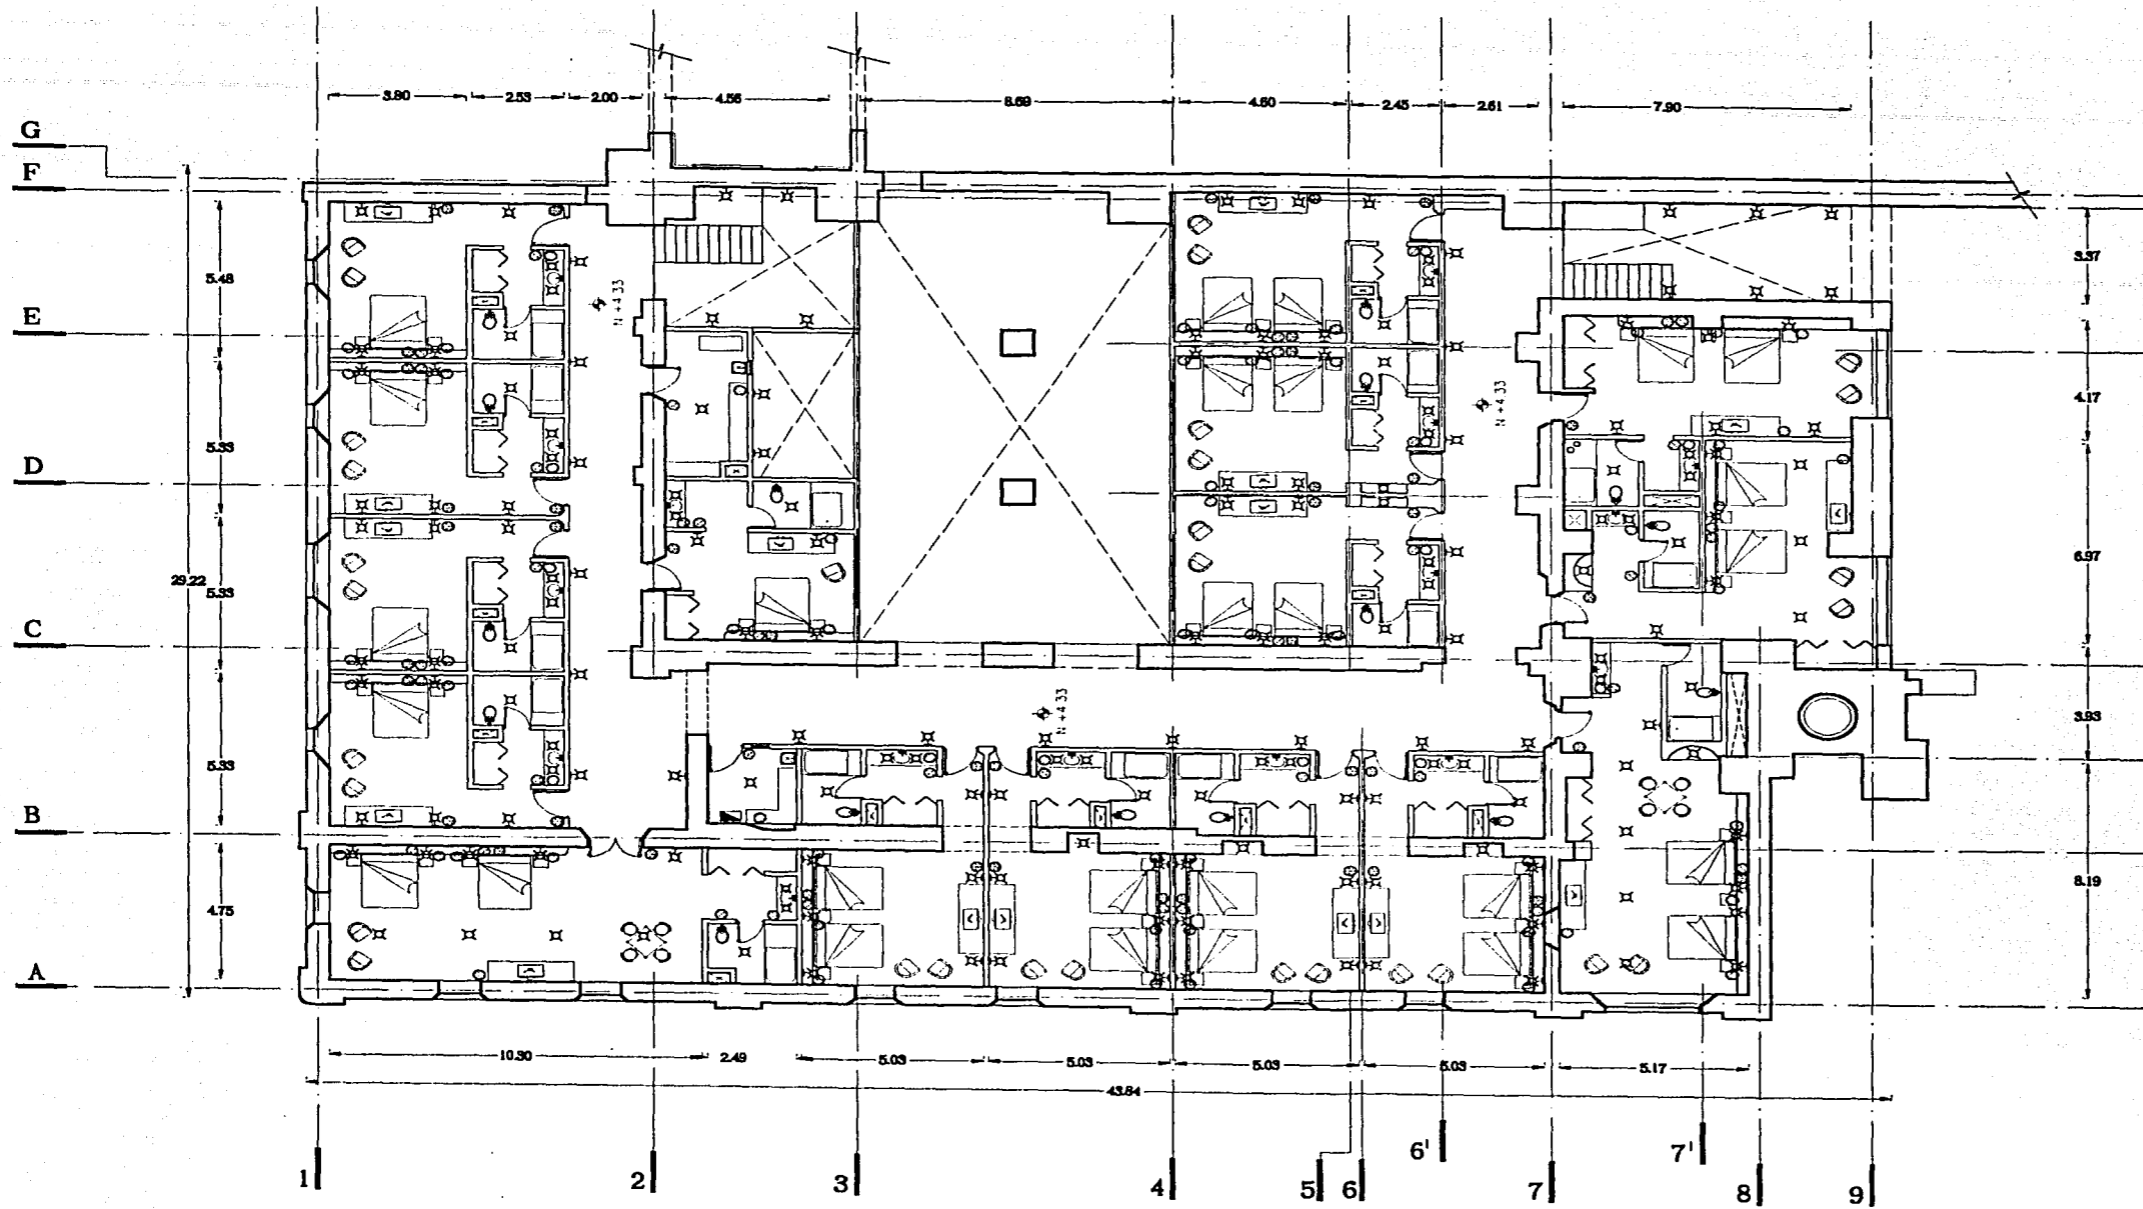 3.80 2.53 2.00 4.56 8.69 4.60 2.45 2.61 7.90
G
F
5.48
3.37
E
N +4.33
4.17
N +4.33
5.33
D
29.22
5.33
6.97
C
N +4.33
3.93
5.33
B
8.19
4.75
A
10.30 2.49 5.03 5.03 5.03 5.03 5.17
43.84
1 2 3 4 5 6 6' 7 7' 8 9